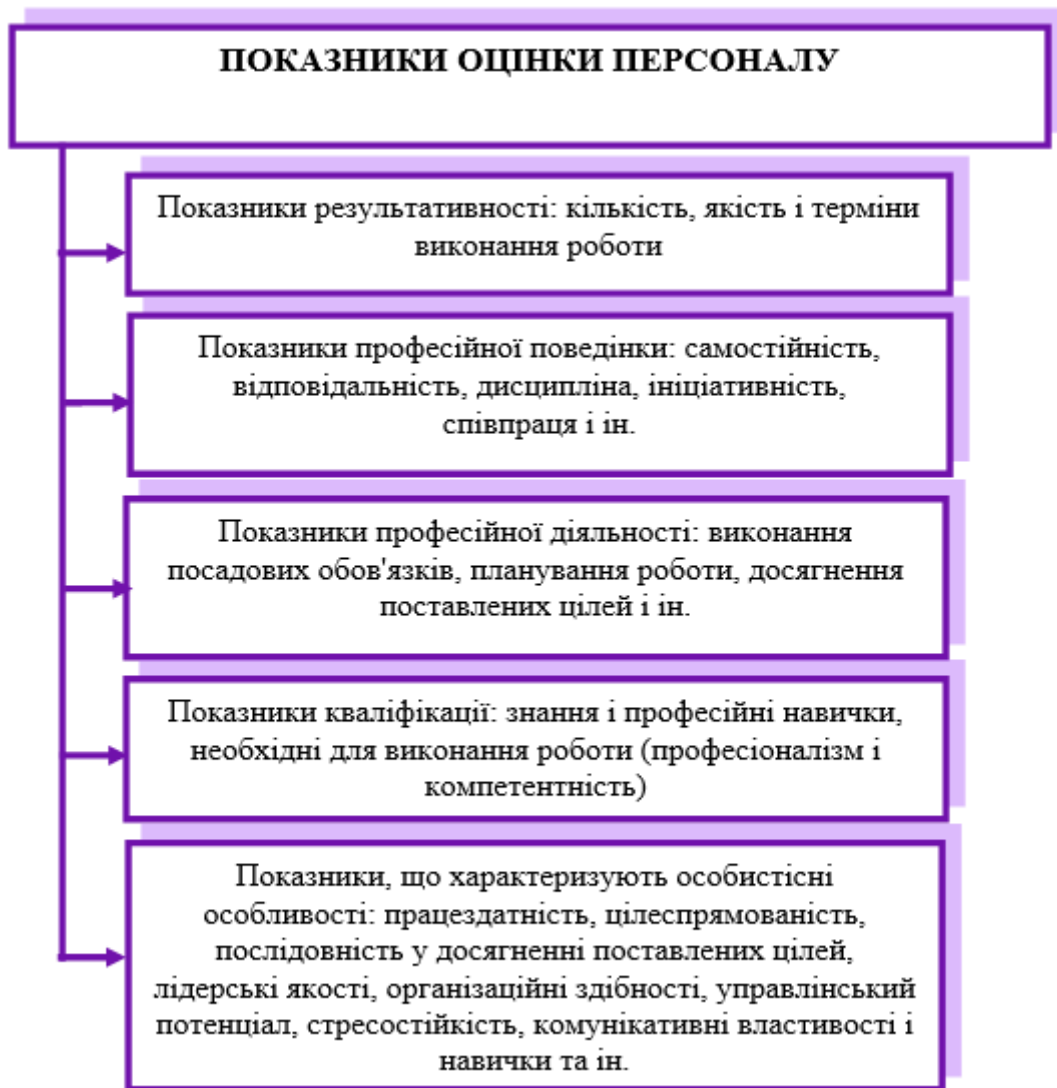 ПОКАЗНИКИ ОЦІНКИ ПЕРСОНАЛУ
Показники результативності: кількість, якість і терміни
виконання роботи
Показники професійної поведінки: самостійність,
відповідальність, дисципліна, ініціативність,
співпраця і ін.
Показники професійної діяльності: виконання
посадових обов'язків, планування роботи, досягнення
поставлених цілей і ін.
Показники кваліфікації: знання і професійні навички,
необхідні для виконання роботи (професіоналізм і
компетентність)
Показники, що характеризують особистісні
особливості: працездатність, цілеспрямованість,
послідовність у досягненні поставлених цілей,
лідерські якості, організаційні здібності, управлінський
потенціал, стресостійкість, комунікативні властивості і
навички та ін.